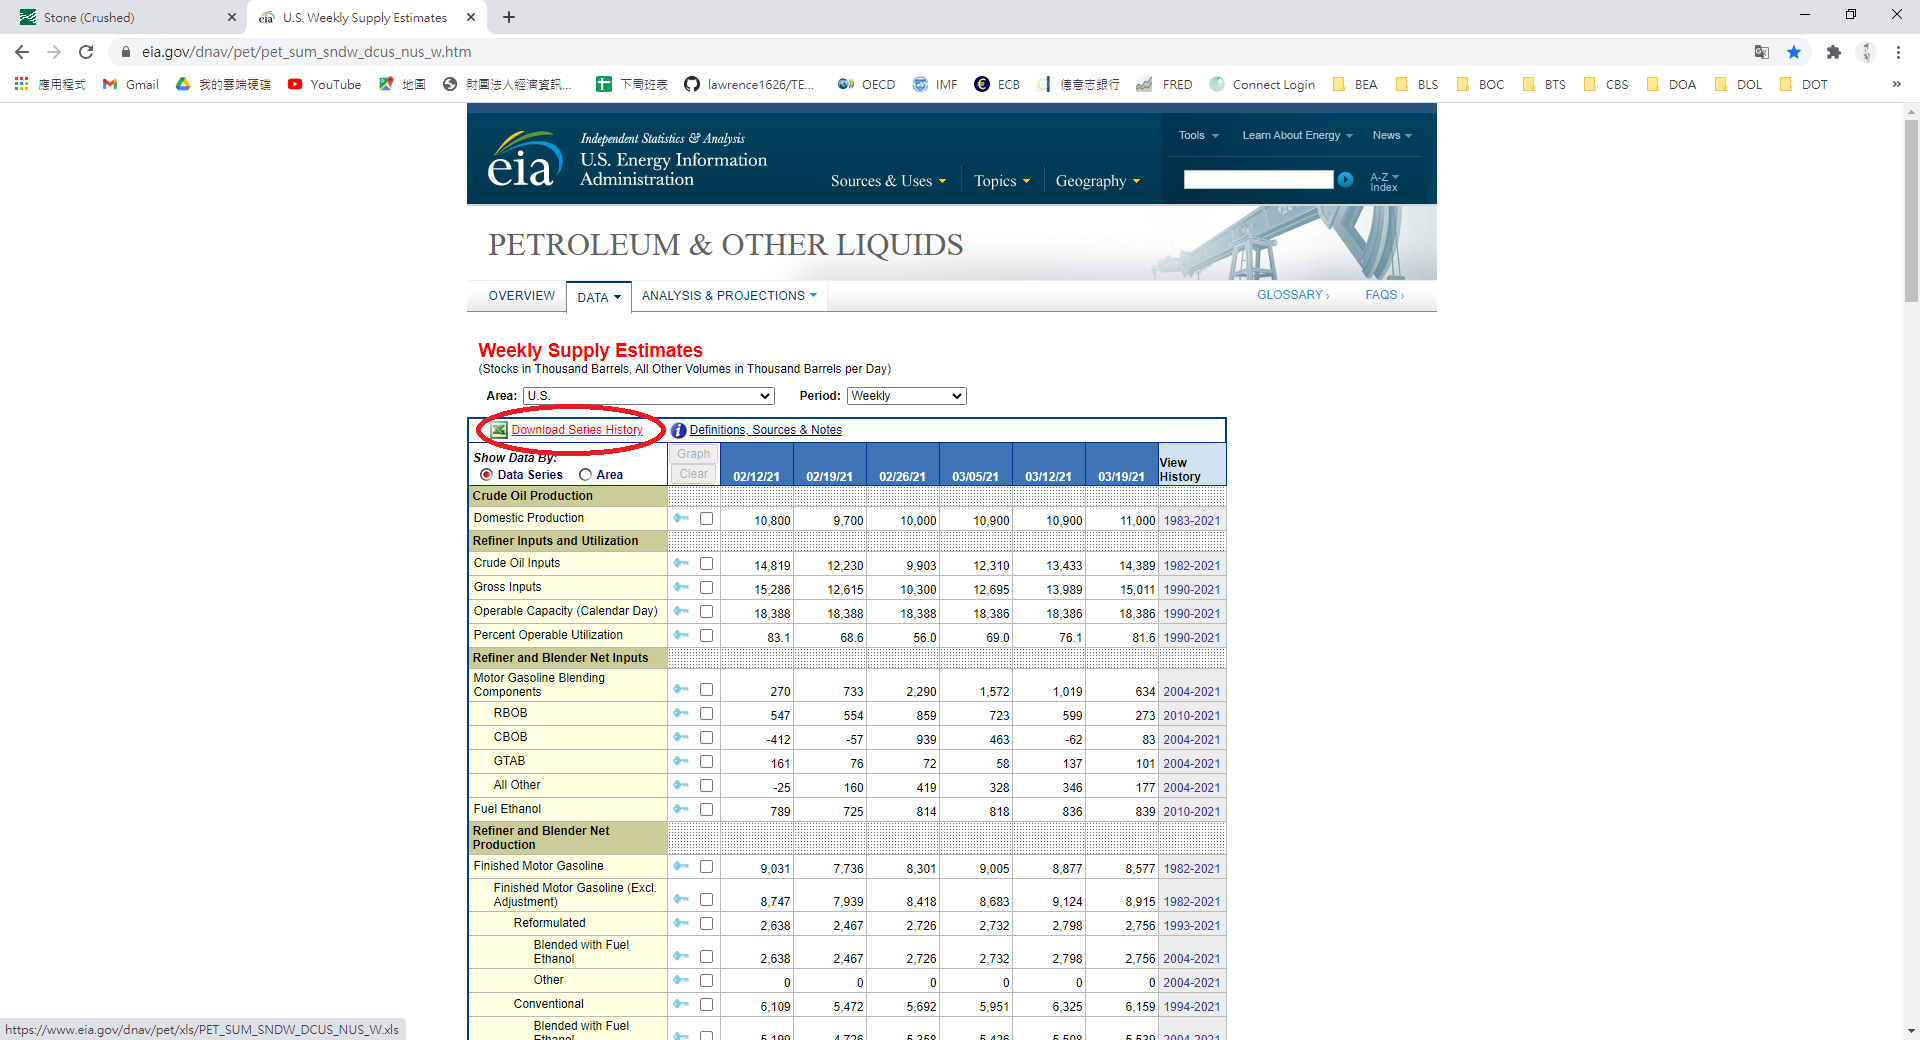 Stone (Crushed)
U.S. Weekly Supply Estimates
eia.gov/dnav/pet/pet_sum_sndw_dcus_nus_w.htm
應用程式 Gmail 我的雲端硬碟 YouTube 地圖 財團法人經濟資訊... 下周班表 lawrence1626/TE... OECD IMF ECB 德意志銀行 FRED Connect Login BEA BLS BOC BTS CBS DOA DOL DOT »
eia
Independent Statistics & Analysis
U.S. Energy Information
Administration
Sources & Uses Topics Geography
Tools Learn About Energy News
A-Z
Index
PETROLEUM & OTHER LIQUIDS
OVERVIEW DATA ANALYSIS & PROJECTIONS GLOSSARY › FAQS ›
Weekly Supply Estimates
(Stocks in Thousand Barrels, All Other Volumes in Thousand Barrels per Day)
Area: U.S. Period: Weekly
Download Series History Definitions, Sources & Notes
Show Data By:
Data Series Area
Graph
Clear
02/12/21 02/19/21 02/26/21 03/05/21 03/12/21 03/19/21 View History
Crude Oil Production
Domestic Production 10,800 9,700 10,000 10,900 10,900 11,000 1983-2021
Refiner Inputs and Utilization
Crude Oil Inputs 14,819 12,230 9,903 12,310 13,433 14,389 1982-2021
Gross Inputs 15,286 12,615 10,300 12,695 13,989 15,011 1990-2021
Operable Capacity (Calendar Day) 18,388 18,388 18,388 18,386 18,386 18,386 1990-2021
Percent Operable Utilization 83.1 68.6 56.0 69.0 76.1 81.6 1990-2021
Refiner and Blender Net Inputs
Motor Gasoline Blending
Components 270 733 2,290 1,572 1,019 634 2004-2021
RBOB 547 554 859 723 599 273 2010-2021
CBOB -412 -57 939 463 -62 83 2004-2021
GTAB 161 76 72 58 137 101 2004-2021
All Other -25 160 419 328 346 177 2004-2021
Fuel Ethanol 789 725 814 818 836 839 2010-2021
Refiner and Blender Net
Production
Finished Motor Gasoline 9,031 7,736 8,301 9,005 8,877 8,577 1982-2021
Finished Motor Gasoline (Excl.
Adjustment) 8,747 7,939 8,418 8,683 9,124 8,915 1982-2021
Reformulated 2,638 2,467 2,726 2,732 2,798 2,756 1993-2021
Blended with Fuel
Ethanol 2,638 2,467 2,726 2,732 2,798 2,756 2004-2021
Other 0 0 0 0 0 0 2004-2021
Conventional 6,109 5,472 5,692 5,951 6,325 6,159 1994-2021
Blended with Fuel
Ethanol 2004-2021
https://www.eia.gov/dnav/pet/xls/PET_SUM_SNDW_DCUS_NUS_W.xls